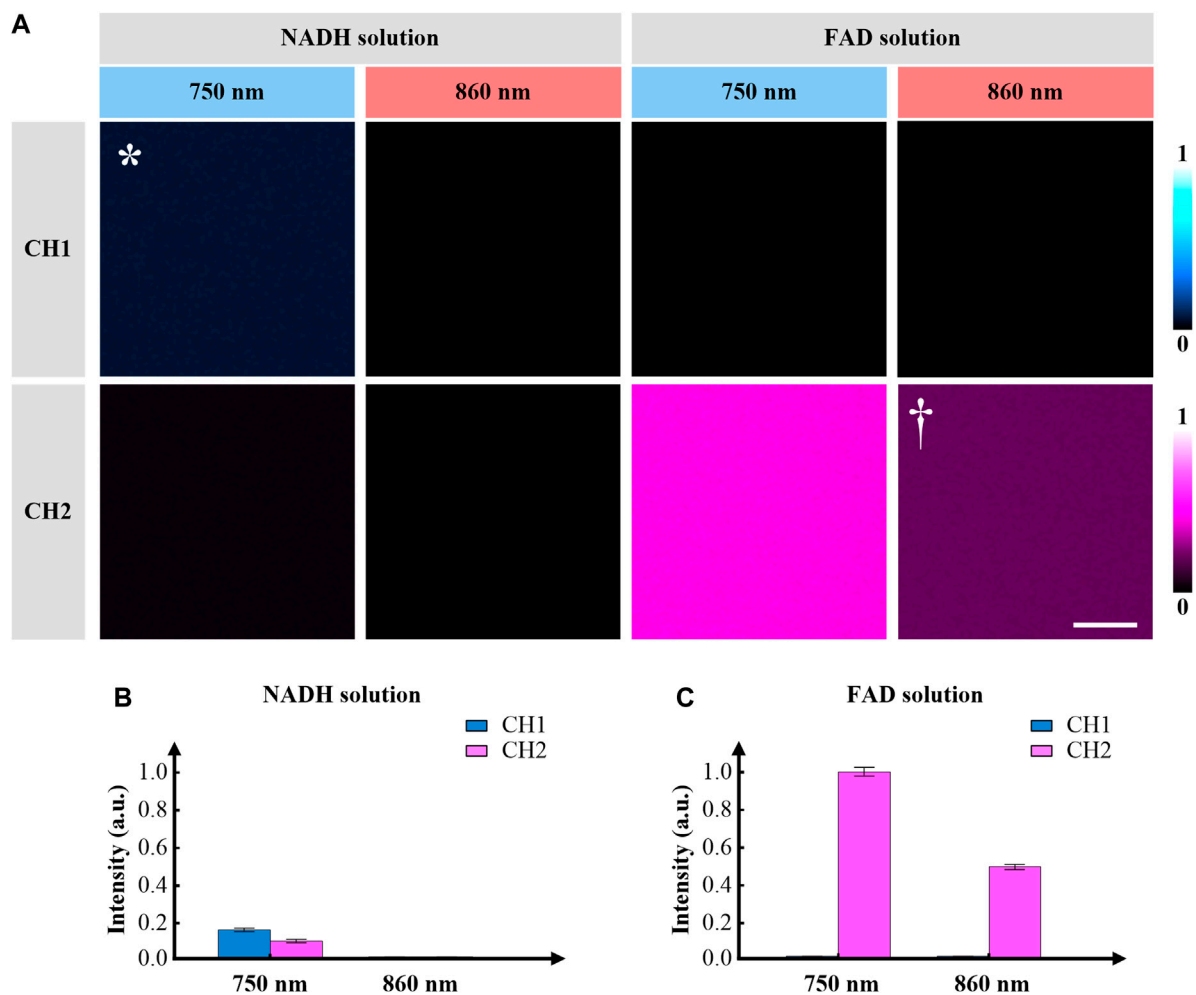 A
NADH solution
FAD solution
750 nm
860 nm
750 nm
860 nm
CH1
*
1
0
CH2
†
1
0
B
NADH solution
CH1
CH2
Intensity (a.u.)
1.0
0.8
0.6
0.4
0.2
0.0
750 nm
860 nm
C
FAD solution
CH1
CH2
Intensity (a.u.)
1.0
0.8
0.6
0.4
0.2
0.0
750 nm
860 nm